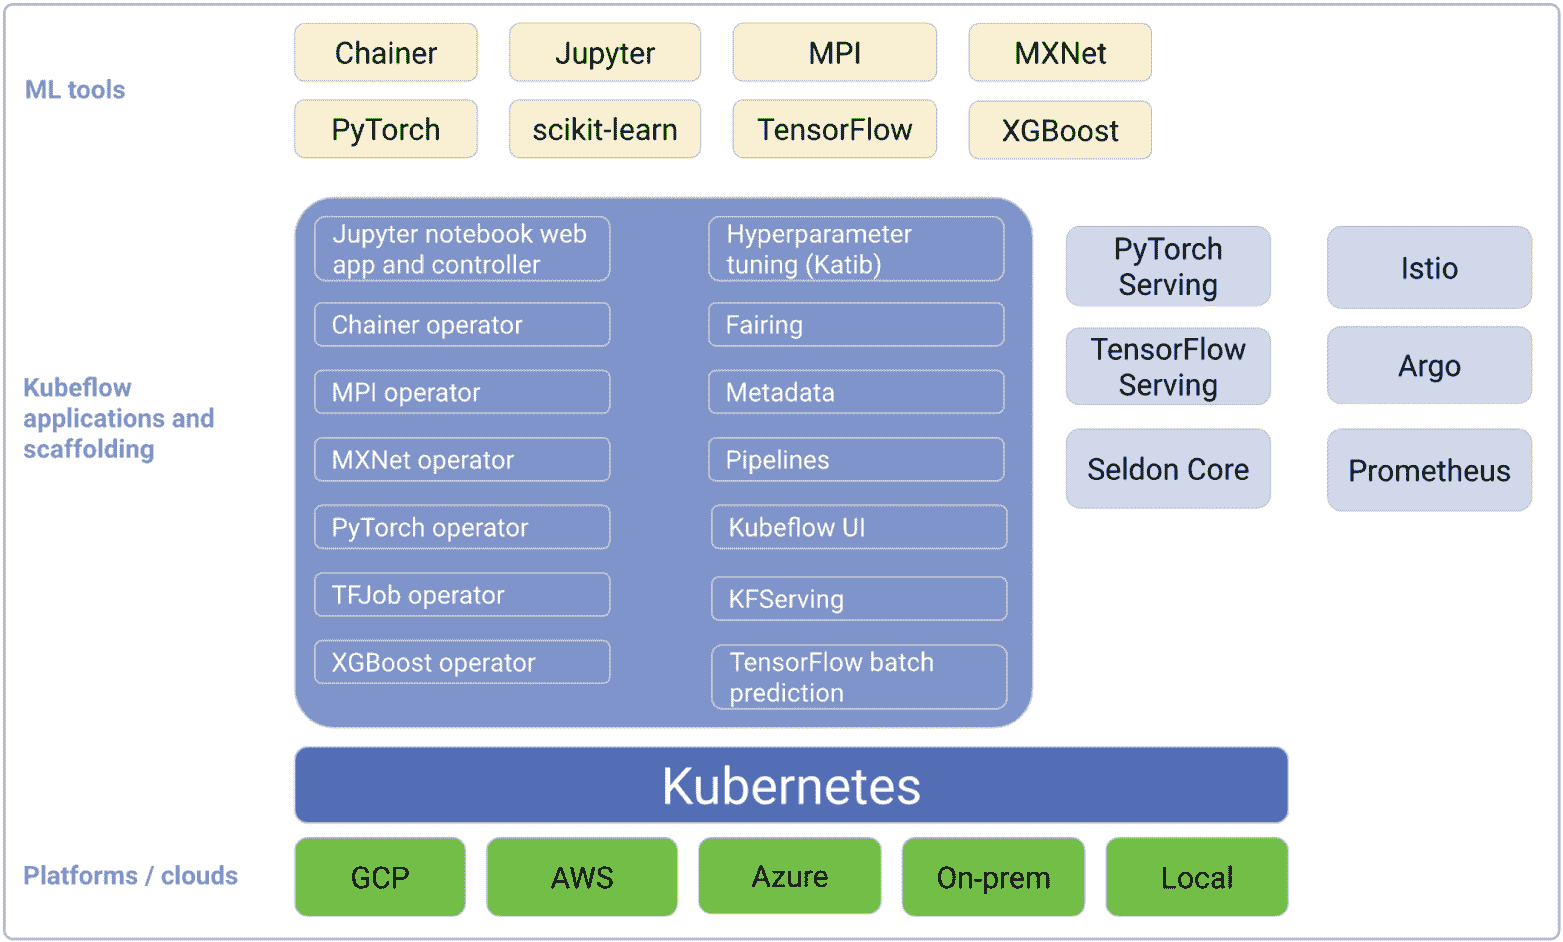 ML tools
Chainer
Jupyter
MPI
MXNet
PyTorch
scikit-learn
TensorFlow
XGBoost
Kubeflow
applications and
scaffolding
Jupyter notebook web
app and controller
Chainer operator
MPI operator
MXNet operator
PyTorch operator
TFJob operator
XGBoost operator
Hyperparameter
tuning (Katib)
Fairing
Metadata
Pipelines
Kubeflow UI
KFServing
TensorFlow batch
prediction
PyTorch
Serving
TensorFlow
Serving
Seldon Core
Istio
Argo
Prometheus
Kubernetes
Platforms / clouds
GCP
AWS
Azure
On-prem
Local